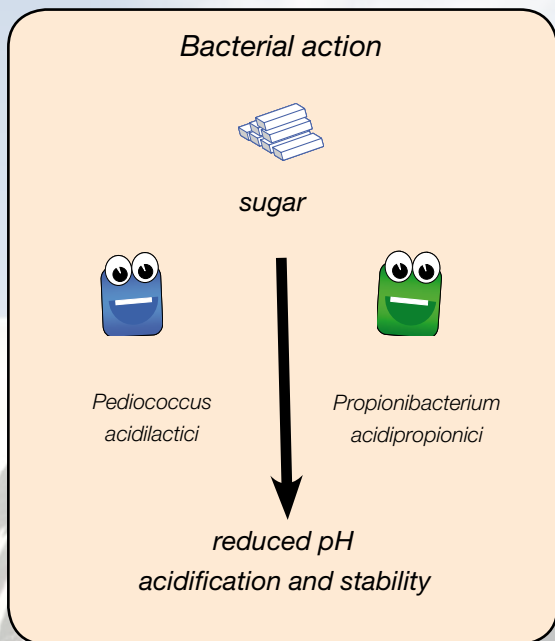 Bacterial action
sugar
Pediococcus
acidilactici
Propionibacterium
acidipropionici
reduced pH
acidification and stability